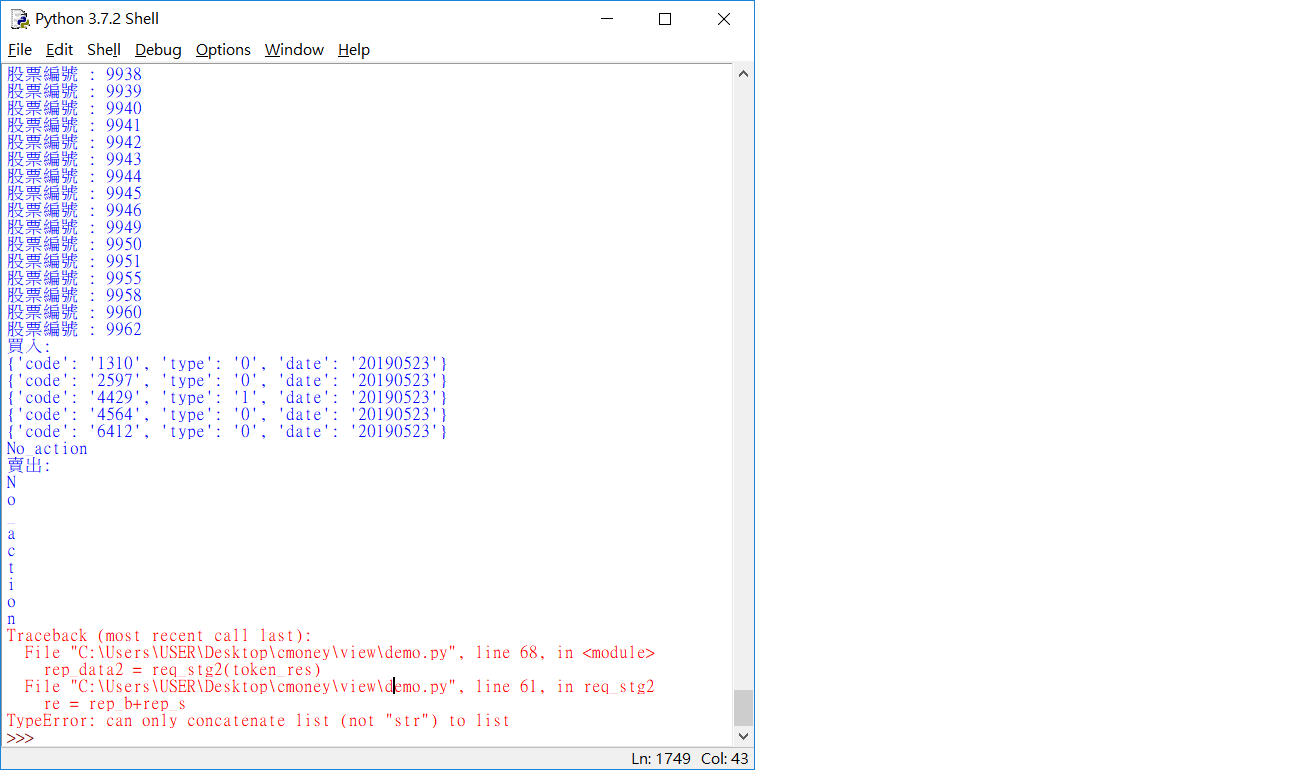 Python 3.7.2 Shell
File Edit Shell Debug Options Window Help
股票編號 : 9938
股票編號 : 9939
股票編號 : 9940
股票編號 : 9941
股票編號 : 9942
股票編號 : 9943
股票編號 : 9944
股票編號 : 9945
股票編號 : 9946
股票編號 : 9949
股票編號 : 9950
股票編號 : 9951
股票編號 : 9955
股票編號 : 9958
股票編號 : 9960
股票編號 : 9962
買入:
{'code': '1310', 'type': '0', 'date': '20190523'}
{'code': '2597', 'type': '0', 'date': '20190523'}
{'code': '4429', 'type': '1', 'date': '20190523'}
{'code': '4564', 'type': '0', 'date': '20190523'}
{'code': '6412', 'type': '0', 'date': '20190523'}
No_action
賣出:
N
o
_
a
c
t
i
o
n
Traceback (most recent call last):
  File "C:\Users\USER\Desktop\cmoney\view\demo.py", line 68, in <module>
    rep_data2 = req_stg2(token_res)
  File "C:\Users\USER\Desktop\cmoney\view\demo.py", line 61, in req_stg2
    re = rep_b+rep_s
TypeError: can only concatenate list (not "str") to list
>>>
Ln: 1749 Col: 43